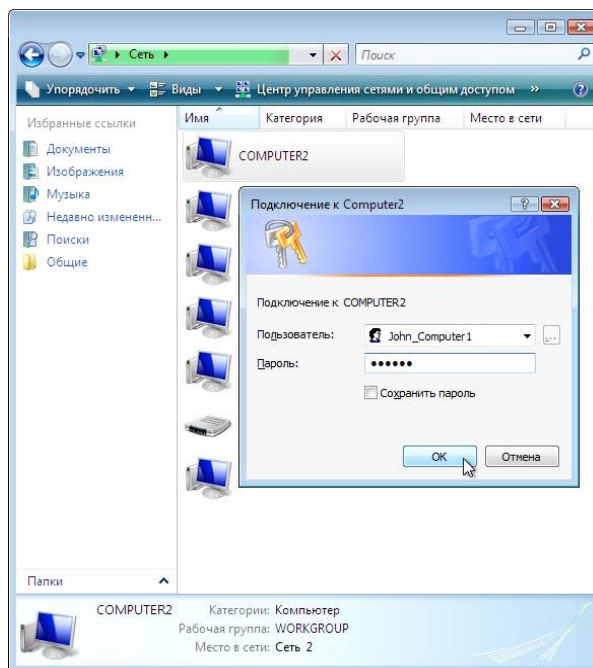 Сеть
Поиск
Упорядочить Виды Центр управления сетями и общим доступом »
Избранные ссылки
Документы
Изображения
Музыка
Недавно измененн...
Поиски
Общие
Папки
Имя Категория Рабочая группа Место в сети
COMPUTER2
Подключение к Computer2
Подключение к COMPUTER2
Пользователь: John_Computer1
Пароль: ••••••
Сохранить пароль
OK Отмена
COMPUTER2 Категории: Компьютер
Рабочая группа: WORKGROUP
Место в сети: Сеть 2